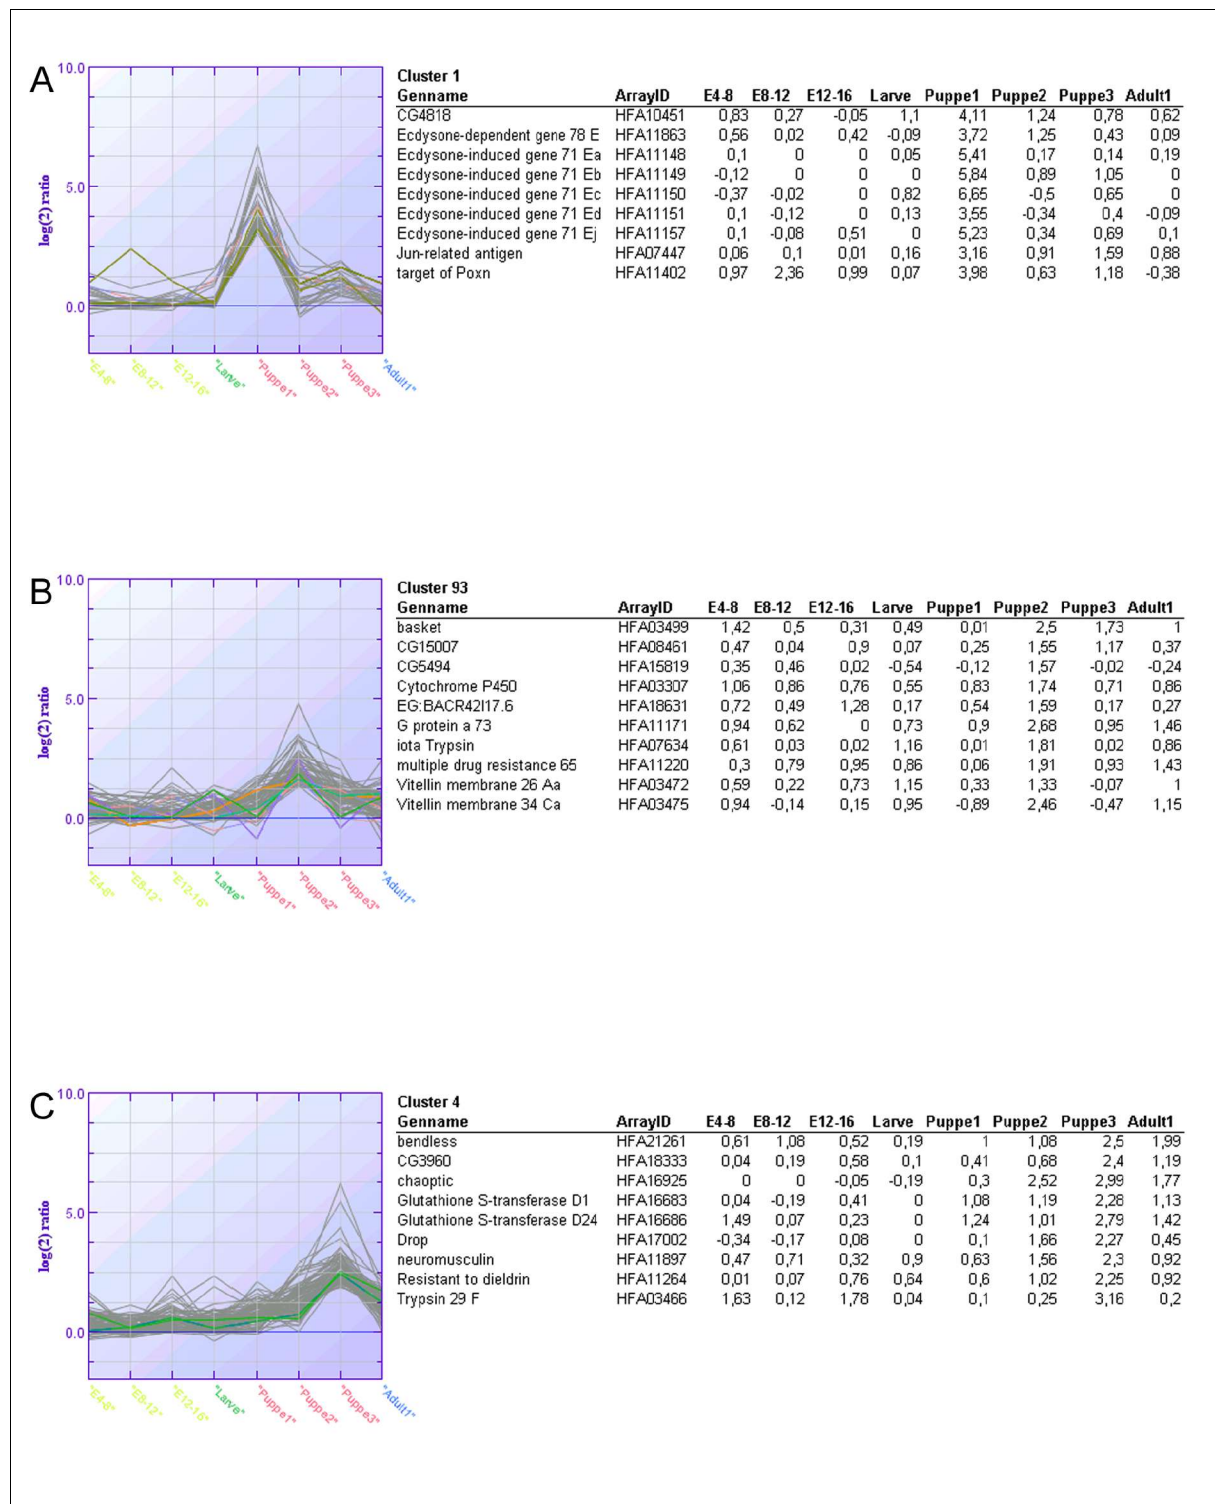 A
10.0
5.0
0.0
log(2) ratio
"E4-8" "E8-12" "E12-16" "Larve" "Puppe1" "Puppe2" "Puppe3" "Adult1"
Cluster 1
Genname ArrayID E4-8 E8-12 E12-16 Larve Puppe1 Puppe2 Puppe3 Adult1
CG4818 HFA10451 0,83 0,27 -0,05 1,1 4,11 1,24 0,78 0,62
Ecdysone-dependent gene 78 E HFA11863 0,56 0,02 0,42 -0,09 3,72 1,25 0,43 0,09
Ecdysone-induced gene 71 Ea HFA11148 0,1 0 0 0,05 5,41 0,17 0,14 0,19
Ecdysone-induced gene 71 Eb HFA11149 -0,12 0 0 0 5,84 0,89 1,05 0
Ecdysone-induced gene 71 Ec HFA11150 -0,37 -0,02 0 0,82 6,65 -0,5 0,65 0
Ecdysone-induced gene 71 Ed HFA11151 0,1 -0,12 0 0,13 3,55 -0,34 0,4 -0,09
Ecdysone-induced gene 71 Ej HFA11157 0,1 -0,08 0,51 0 5,23 0,34 0,69 0,1
Jun-related antigen HFA07447 0,06 0,1 0,01 0,16 3,16 0,91 1,59 0,88
target of Poxn HFA11402 0,97 2,36 0,99 0,07 3,98 0,63 1,18 -0,38
B
10.0
5.0
0.0
log(2) ratio
"E4-8" "E8-12" "E12-16" "Larve" "Puppe1" "Puppe2" "Puppe3" "Adult1"
Cluster 93
Genname ArrayID E4-8 E8-12 E12-16 Larve Puppe1 Puppe2 Puppe3 Adult1
basket HFA03499 1,42 0,5 0,31 0,49 0,01 2,5 1,73 1
CG15007 HFA08461 0,47 0,04 0,9 0,07 0,25 1,55 1,17 0,37
CG5494 HFA15819 0,35 0,46 0,02 -0,54 -0,12 1,57 -0,02 -0,24
Cytochrome P450 HFA03307 1,06 0,86 0,76 0,55 0,83 1,74 0,71 0,86
EG:BACR42I17.6 HFA18631 0,72 0,49 1,28 0,17 0,54 1,59 0,17 0,27
G protein a 73 HFA11171 0,94 0,62 0 0,73 0,9 2,68 0,95 1,46
iota Trypsin HFA07634 0,61 0,03 0,02 1,16 0,01 1,81 0,02 0,86
multiple drug resistance 65 HFA11220 0,3 0,79 0,95 0,86 0,06 1,91 0,93 1,43
Vitellin membrane 26 Aa HFA03472 0,59 0,22 0,73 1,15 0,33 1,33 -0,07 1
Vitellin membrane 34 Ca HFA03475 0,94 -0,14 0,15 0,95 -0,89 2,46 -0,47 1,15
C
10.0
5.0
0.0
log(2) ratio
"E4-8" "E8-12" "E12-16" "Larve" "Puppe1" "Puppe2" "Puppe3" "Adult1"
Cluster 4
Genname ArrayID E4-8 E8-12 E12-16 Larve Puppe1 Puppe2 Puppe3 Adult1
bendless HFA21261 0,61 1,08 0,52 0,19 1 1,08 2,5 1,99
CG3960 HFA18333 0,04 0,19 0,58 0,1 0,41 0,68 2,4 1,19
chaoptic HFA16925 0 0 -0,05 -0,19 0,3 2,52 2,99 1,77
Glutathione S-transferase D1 HFA16683 0,04 -0,19 0,41 0 1,08 1,19 2,28 1,13
Glutathione S-transferase D24 HFA16686 1,49 0,07 0,23 0 1,24 1,01 2,79 1,42
Drop HFA17002 -0,34 -0,17 0,08 0 0,1 1,66 2,27 0,45
neuromusculin HFA11897 0,47 0,71 0,32 0,9 0,63 1,56 2,3 0,92
Resistant to dieldrin HFA11264 0,01 0,07 0,76 0,64 0,6 1,02 2,25 0,92
Trypsin 29 F HFA03466 1,63 0,12 1,78 0,04 0,1 0,25 3,16 0,2